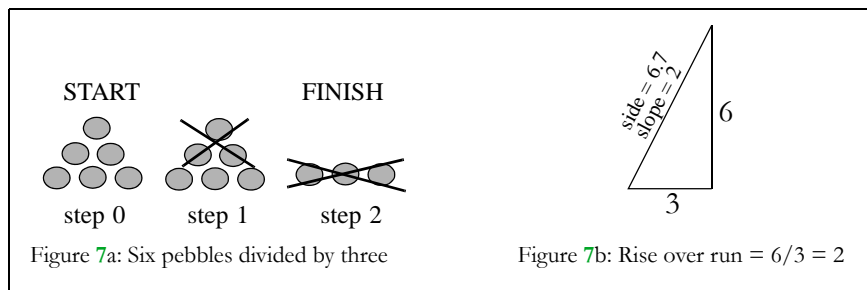 START FINISH
step 0 step 1 step 2
Figure 7a: Six pebbles divided by three
side = 6.7
slope = 2
6
3
Figure 7b: Rise over run = 6/3 = 2